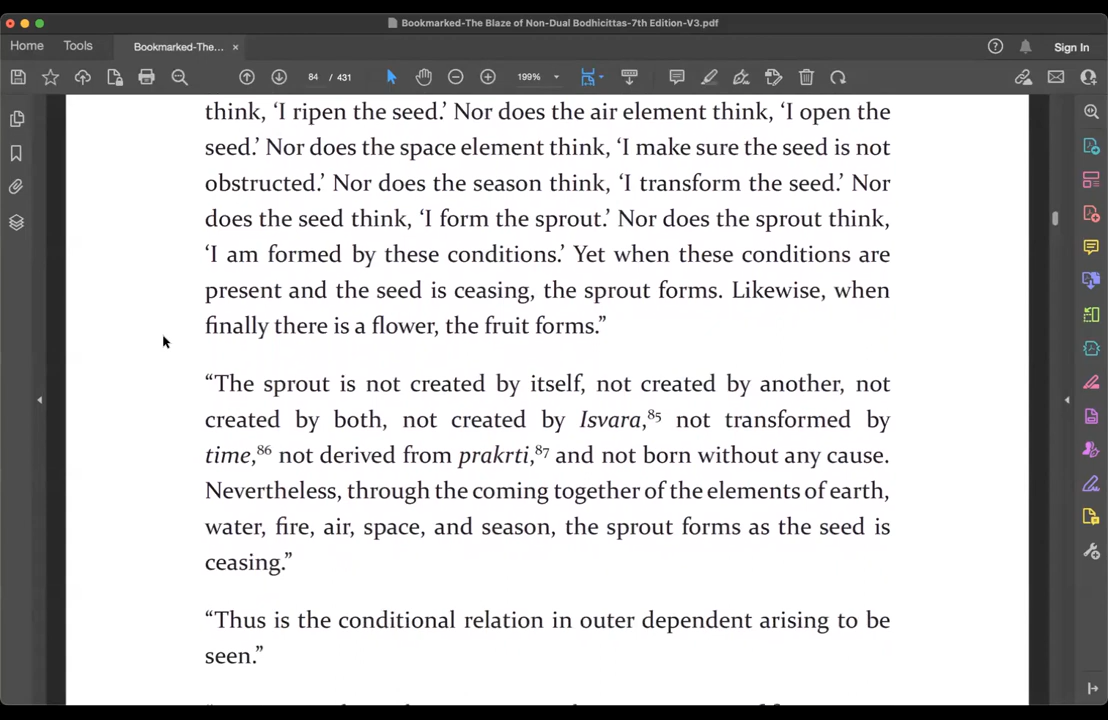 Bookmarked-The Blaze of Non-Dual Bodhicittas-7th Edition-V3.pdf
Home Tools Bookmarked-The... × Sign In
84 / 431 199%
think, ‘I ripen the seed.’ Nor does the air element think, ‘I open the
seed.’ Nor does the space element think, ‘I make sure the seed is not
obstructed.’ Nor does the season think, ‘I transform the seed.’ Nor
does the seed think, ‘I form the sprout.’ Nor does the sprout think,
‘I am formed by these conditions.’ Yet when these conditions are
present and the seed is ceasing, the sprout forms. Likewise, when
finally there is a flower, the fruit forms.”
“The sprout is not created by itself, not created by another, not
created by both, not created by Isvara,85 not transformed by
time,86 not derived from prakrti,87 and not born without any cause.
Nevertheless, through the coming together of the elements of earth,
water, fire, air, space, and season, the sprout forms as the seed is
ceasing.”
“Thus is the conditional relation in outer dependent arising to be
seen.”